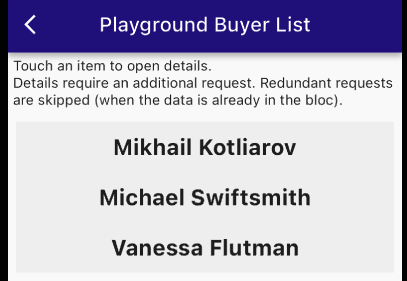 Playground Buyer List
Touch an item to open details.
Details require an additional request. Redundant requests
are skipped (when the data is already in the bloc).
Mikhail Kotliarov
Michael Swiftsmith
Vanessa Flutman